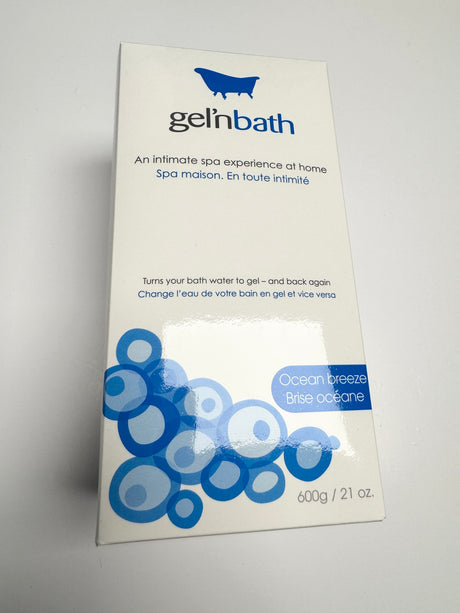 gel'nbath
An intimate spa experience at home
Spa maison. En toute intimité
Turns your bath water to gel – and back again
Change l'eau de votre bain en gel et vice versa
Ocean breeze
Brise océane
600g / 21 oz.